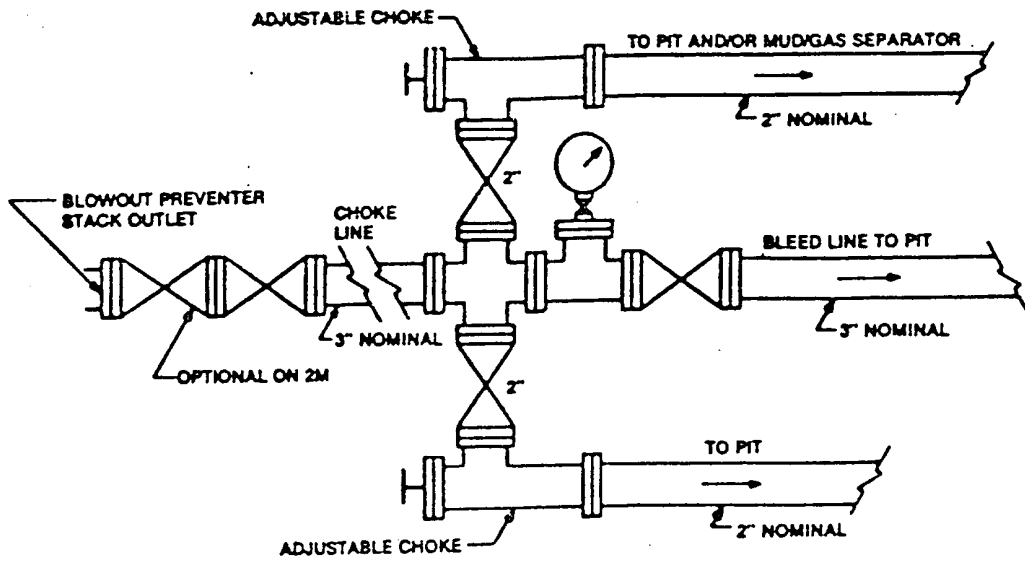 ADJUSTABLE CHOKE
TO PIT AND/OR MUD/GAS SEPARATOR
2" NOMINAL
2"
BLOWOUT PREVENTER
STACK OUTLET
CHOKE
LINE
BLEED LINE TO PIT
3" NOMINAL
3" NOMINAL
OPTIONAL ON 2M
2"
TO PIT
2" NOMINAL
ADJUSTABLE CHOKE